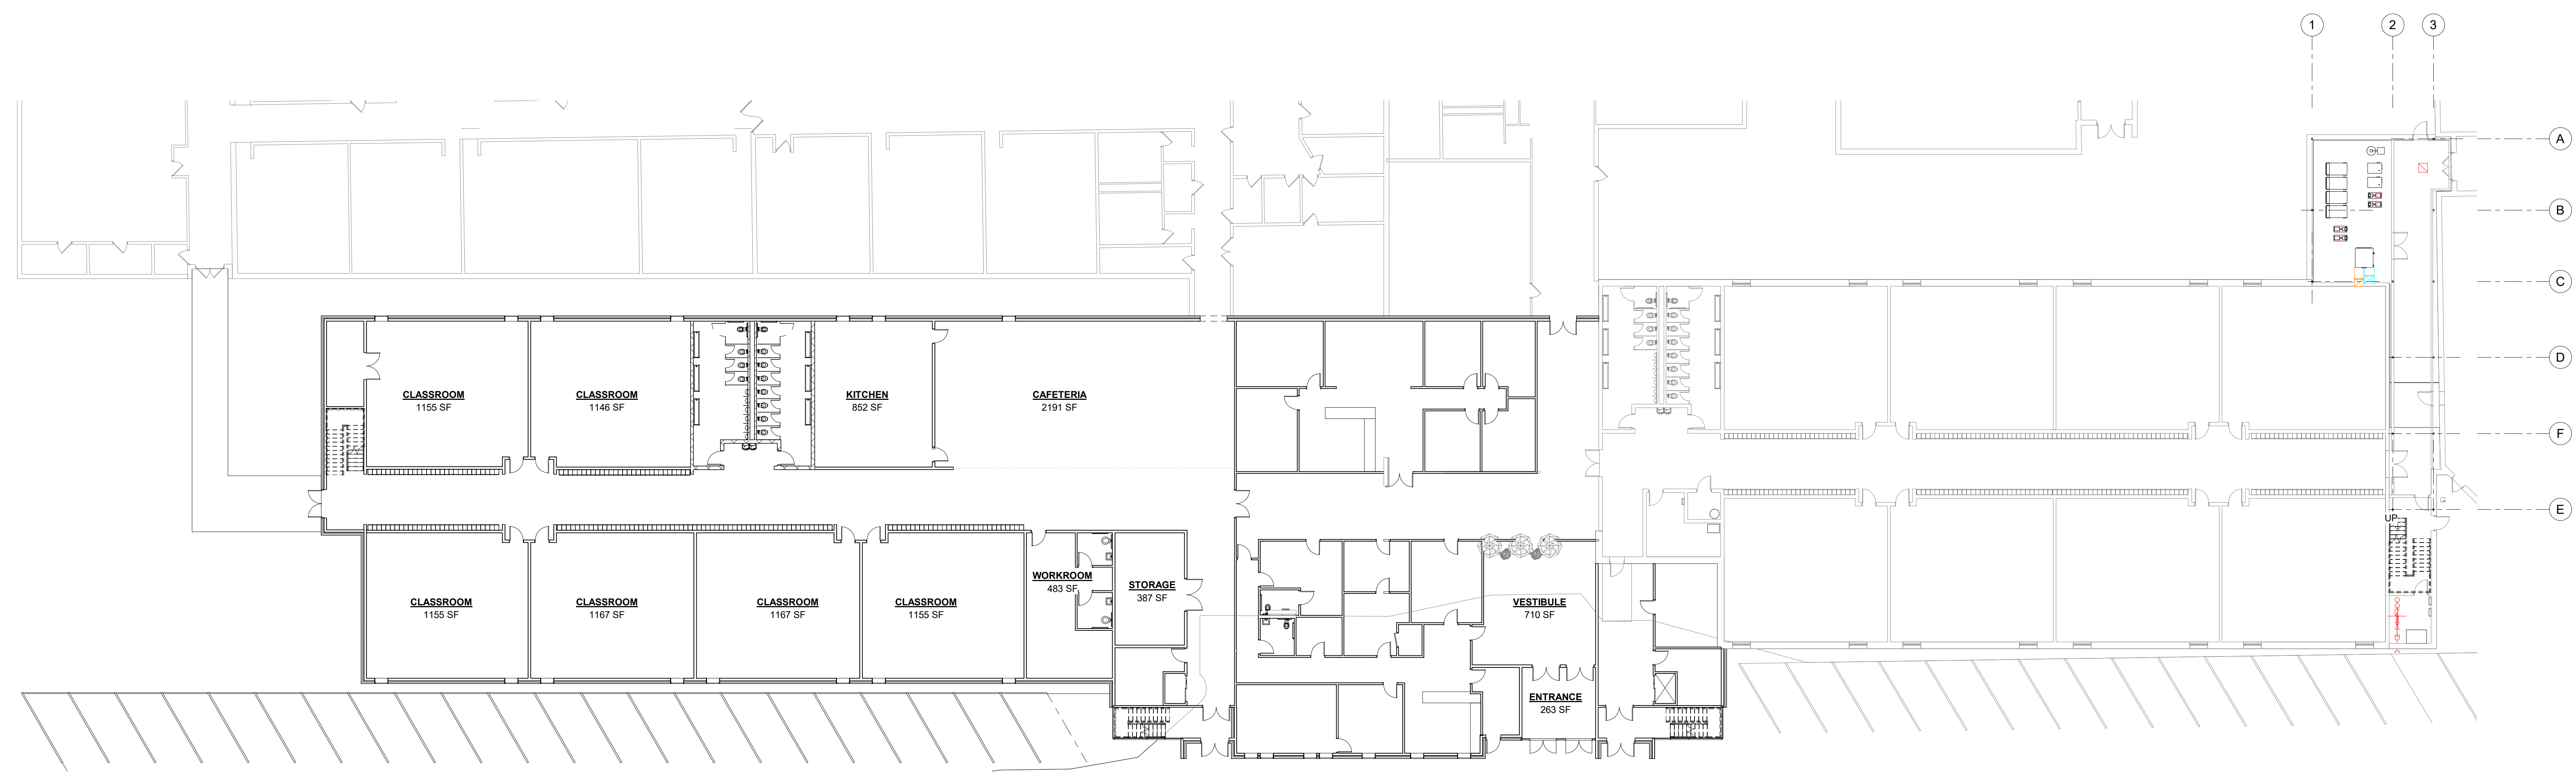 1
2
3
A
B
C
D
F
E
CLASSROOM
1155 SF
CLASSROOM
1146 SF
KITCHEN
852 SF
CAFETERIA
2191 SF
UP
CLASSROOM
1155 SF
CLASSROOM
1167 SF
CLASSROOM
1167 SF
CLASSROOM
1155 SF
WORKROOM
483 SF
STORAGE
387 SF
VESTIBULE
710 SF
ENTRANCE
263 SF